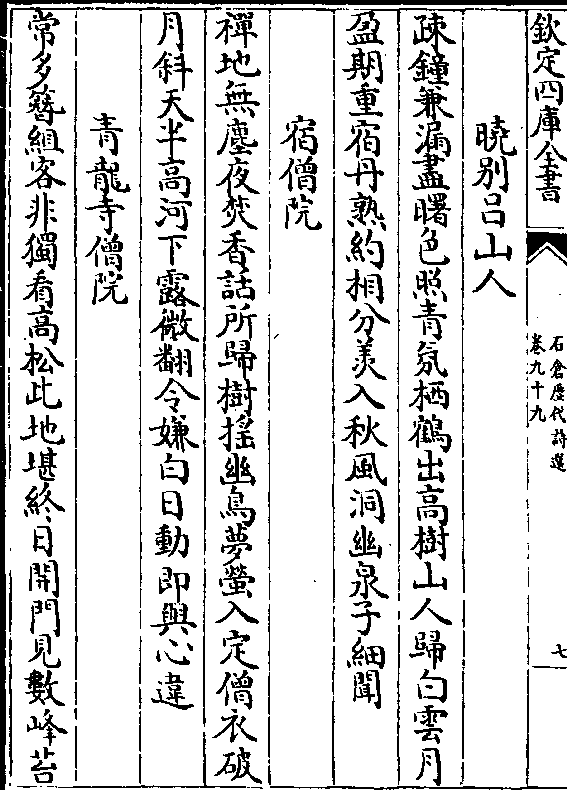 欽定四庫全書
石倉歷代詩選
卷九十九
七
曉別呂山人
疎鐘兼漏盡曙色照青氛栖鶴出高樹山人歸白雲月
盈期重宿丹熟約相分羨入秋風洞幽泉子細聞
宿僧院
禪地無塵夜焚香話所歸樹搖幽鳥夢螢入定僧衣破
月斜天半高河下露微翻令嫌白日動即與心違
青龍寺僧院
常多簪組客非獨看高松此地堪終日開門見數峰苔